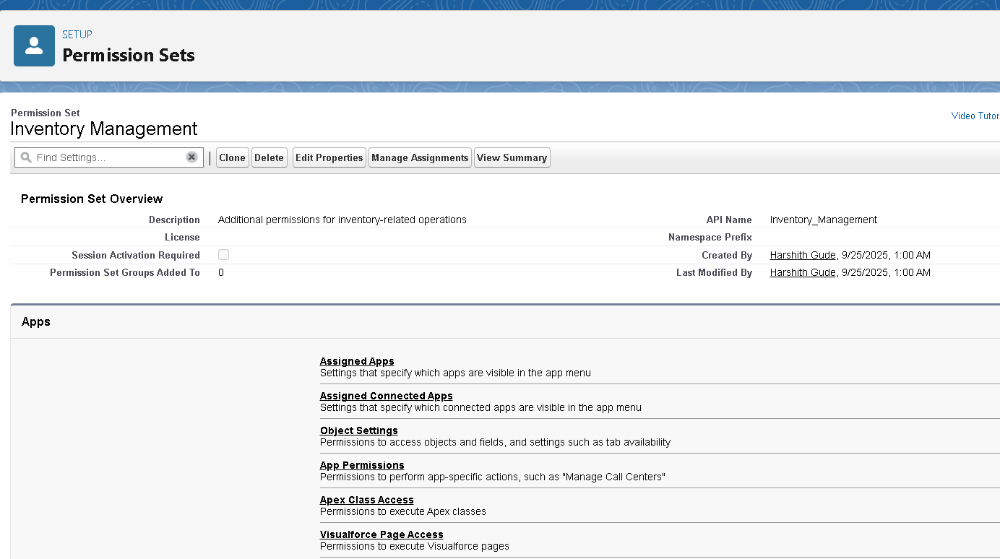 SETUP
Permission Sets
Permission Set
Video Tutor
Inventory Management
Find Settings...
Clone Delete Edit Properties Manage Assignments View Summary
Permission Set Overview
Description Additional permissions for inventory-related operations API Name Inventory_Management
License Namespace Prefix
Session Activation Required Created By Harshith Gude, 9/25/2025, 1:00 AM
Permission Set Groups Added To 0 Last Modified By Harshith Gude, 9/25/2025, 1:00 AM
Apps
Assigned Apps
Settings that specify which apps are visible in the app menu
Assigned Connected Apps
Settings that specify which connected apps are visible in the app menu
Object Settings
Permissions to access objects and fields, and settings such as tab availability
App Permissions
Permissions to perform app-specific actions, such as "Manage Call Centers"
Apex Class Access
Permissions to execute Apex classes
Visualforce Page Access
Permissions to execute Visualforce pages